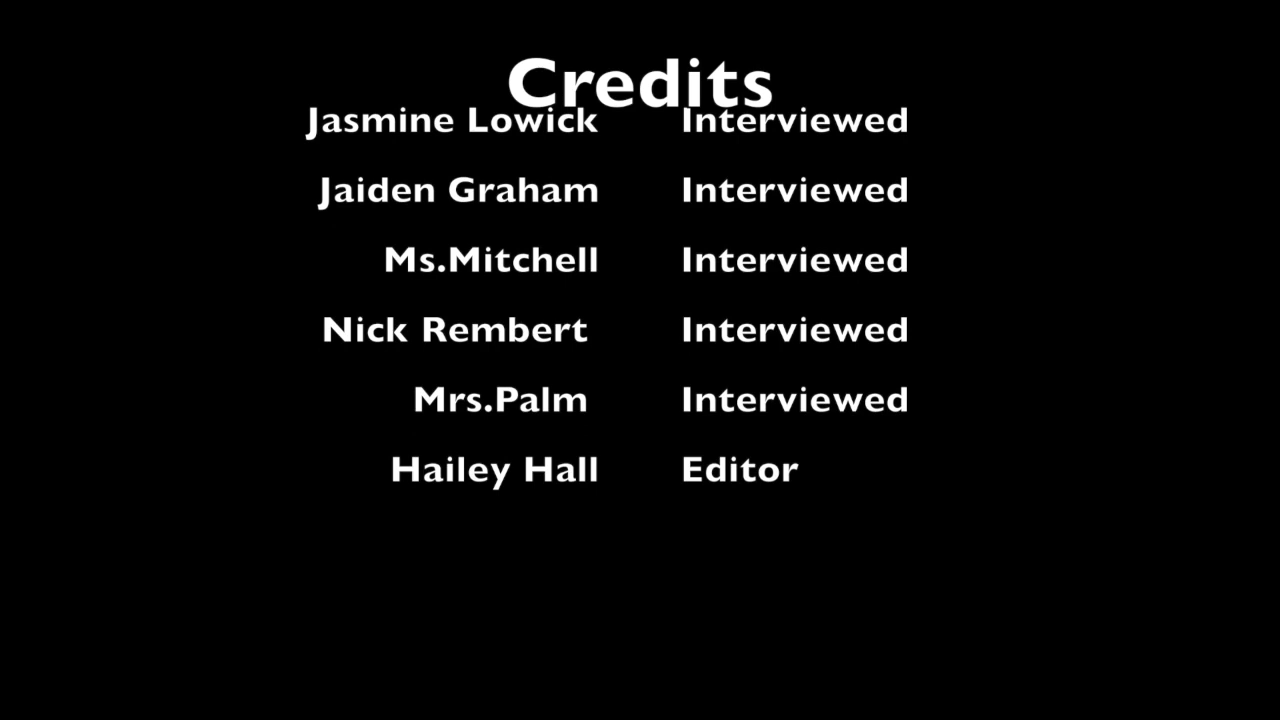 Credits
Jasmine Lowick Interviewed
Jaiden Graham Interviewed
Ms.Mitchell Interviewed
Nick Rembert Interviewed
Mrs.Palm Interviewed
Hailey Hall Editor